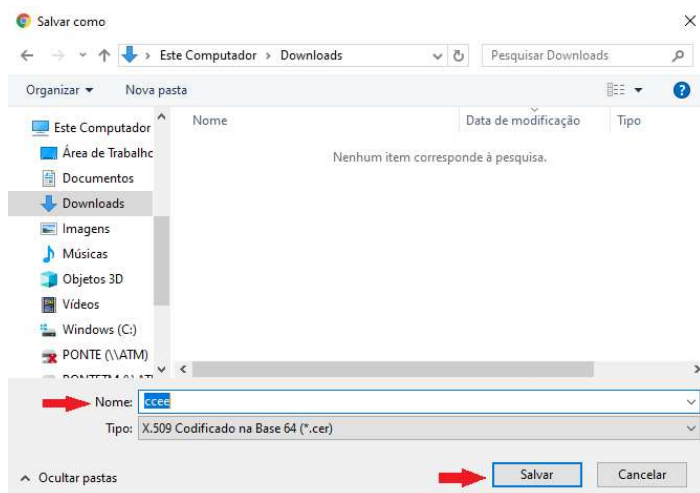 Salvar como
Este Computador > Downloads
Pesquisar Downloads
Organizar
Nova pasta
Nome
Data de modificação
Tipo
Nenhum item corresponde à pesquisa.
Este Computador
Área de Trabalho
Documentos
Downloads
Imagens
Músicas
Objetos 3D
Vídeos
Windows (C:)
PONTE (\\ATM)
Nome: ccee
Tipo: X.509 Codificado na Base 64 (*.cer)
Ocultar pastas
Salvar
Cancelar